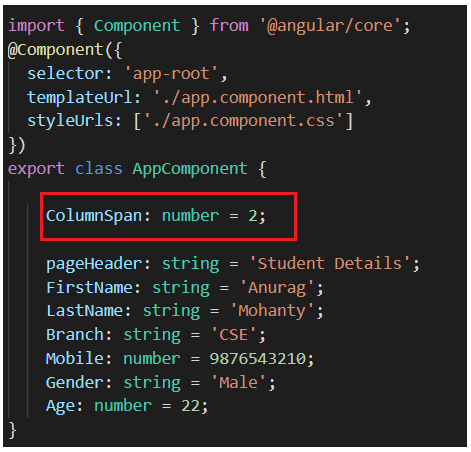 import { Component } from '@angular/core';
@Component({
  selector: 'app-root',
  templateUrl: './app.component.html',
  styleUrls: ['./app.component.css']
})
export class AppComponent {
    ColumnSpan: number = 2;
    pageHeader: string = 'Student Details';
    FirstName: string = 'Anurag';
    LastName: string = 'Mohanty';
    Branch: string = 'CSE';
    Mobile: number = 9876543210;
    Gender: string = 'Male';
    Age: number = 22;
}